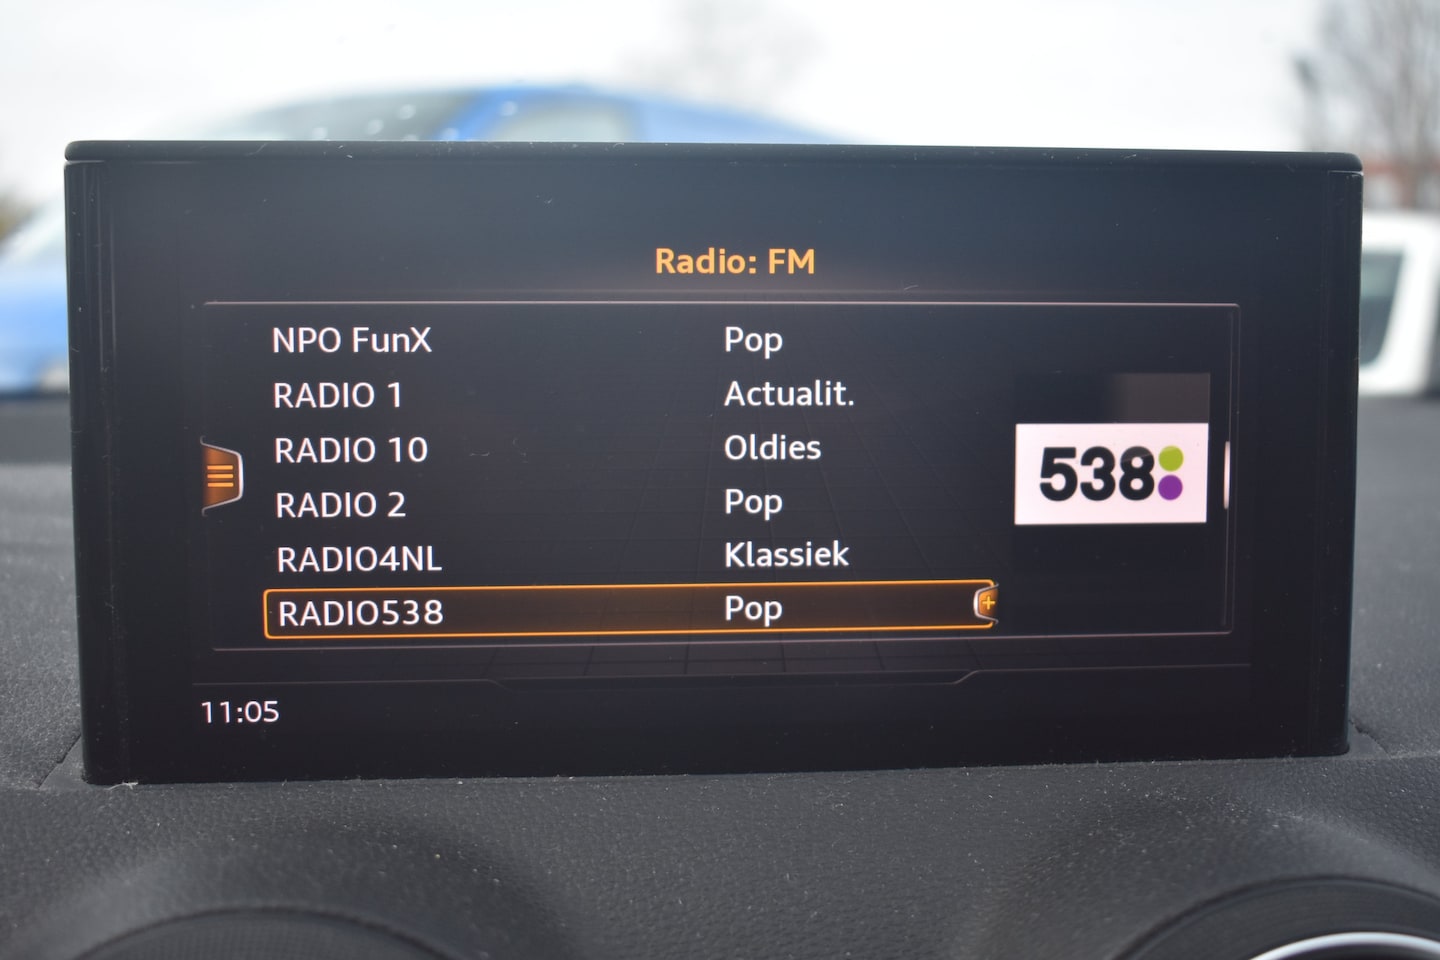 Radio: FM
NPO FunX Pop
RADIO 1 Actualit.
RADIO 10 Oldies
RADIO 2 Pop
RADIO4NL Klassiek
RADIO538 Pop
538
11:05